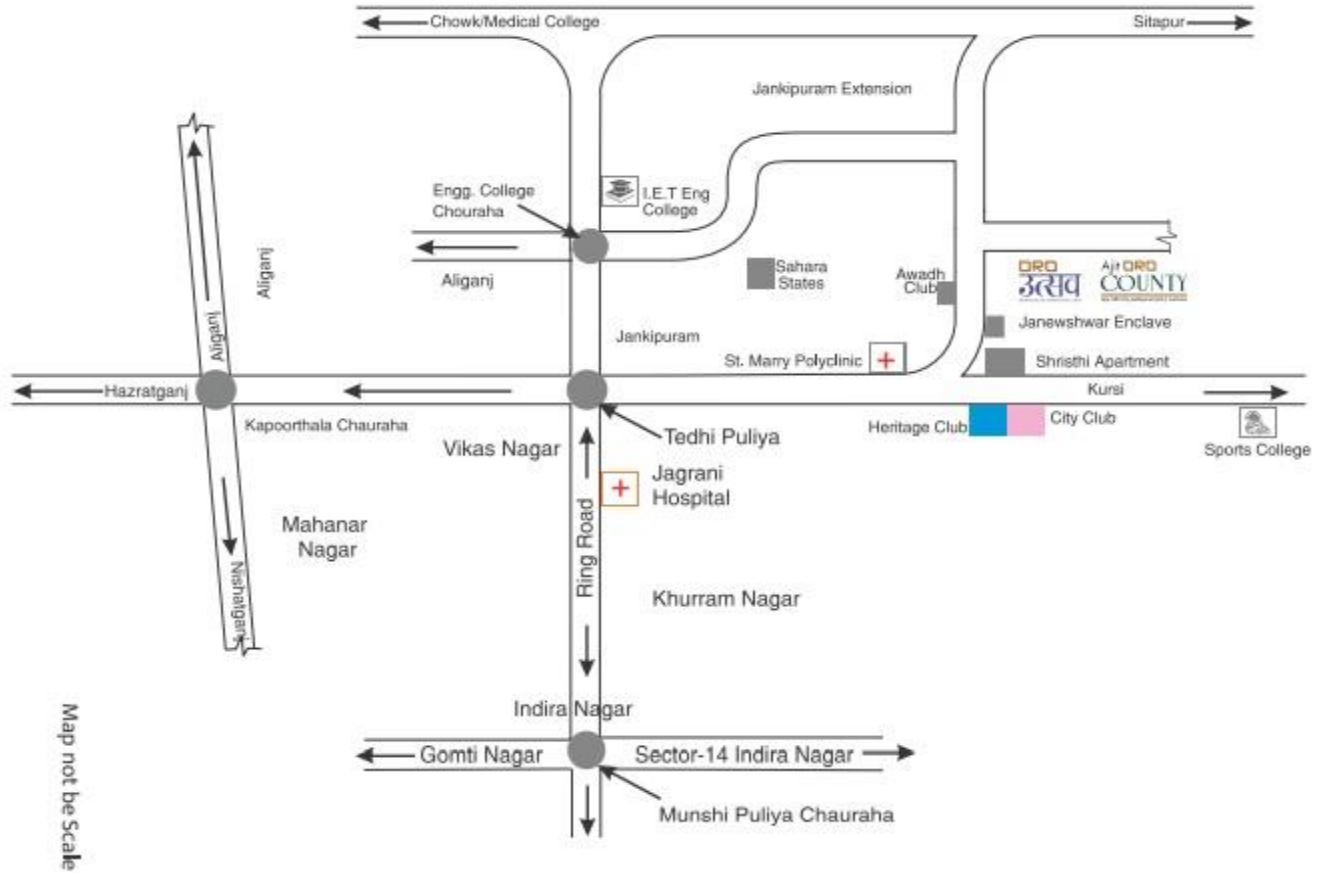 Chowk/Medical College
Sitapur
Jankipuram Extension
Engg. College
Chouraha
I.E.T Eng
College
Aliganj
Aliganj
Aliganj
Sahara
States
Awadh
Club
ORO
उत्सव
Ajit ORO
COUNTY
Janewshwar Enclave
Jankipuram
St. Marry Polyclinic
Shristhi Apartment
Hazratganj
Kursi
Kapoorthala Chauraha
Vikas Nagar
Tedhi Puliya
Heritage Club
City Club
Sports College
Jagrani
Hospital
Ring Road
Mahanar
Nagar
Nishatganj
Khurram Nagar
Indira Nagar
Gomti Nagar
Sector-14 Indira Nagar
Munshi Puliya Chauraha
Map not be Scale